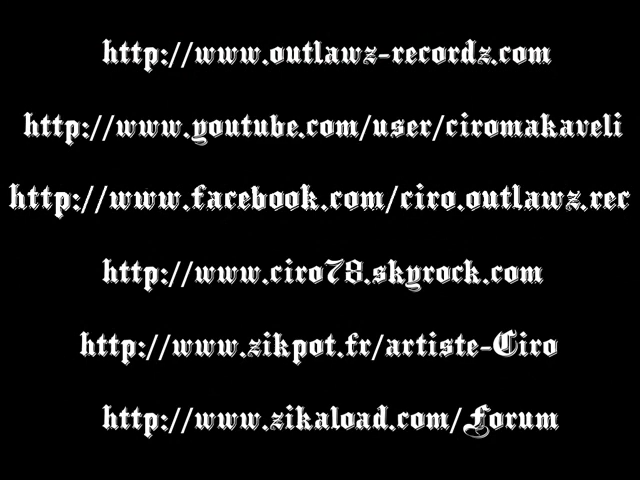 http://www.outlawz-recordz.com
http://www.youtube.com/user/ciromakaveli
http://www.facebook.com/ciro.outlawz.rec
http://www.ciro78.skyrock.com
http://www.zikpot.fr/artiste-Ciro
http://www.zikaload.com/Forum